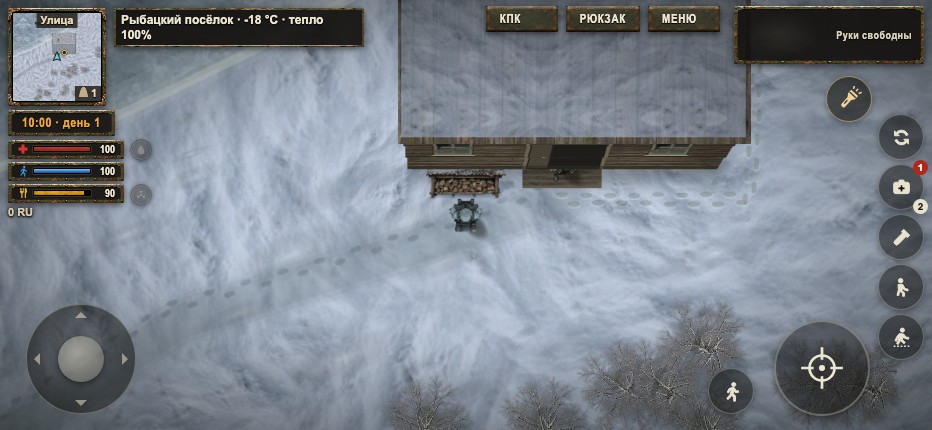 Улица
Рыбацкий посёлок · -18 °C · тепло
100%
КПК
РЮКЗАК
МЕНЮ
Руки свободны
1
10:00 · день 1
100
100
90
0 RU
1
2